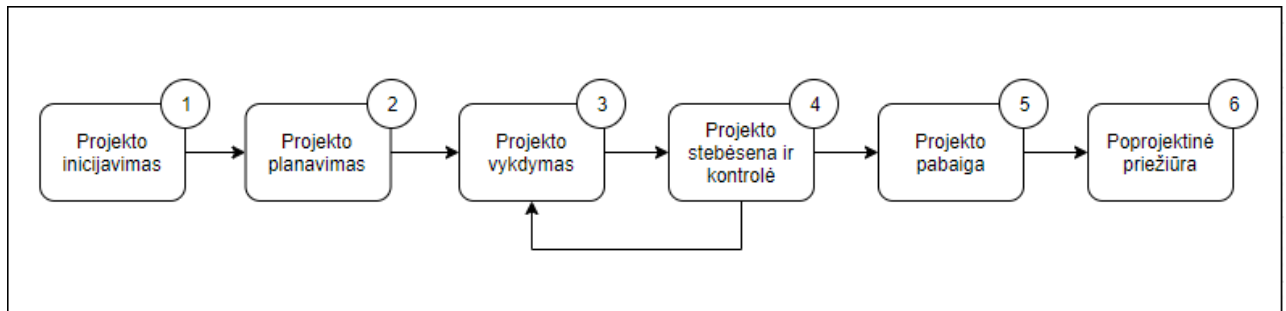 1
Projekto
inicijavimas
2
Projekto
planavimas
3
Projekto
vykdymas
4
Projekto
stebėsena ir
kontrolė
5
Projekto
pabaiga
6
Poprojektinė
priežiūra